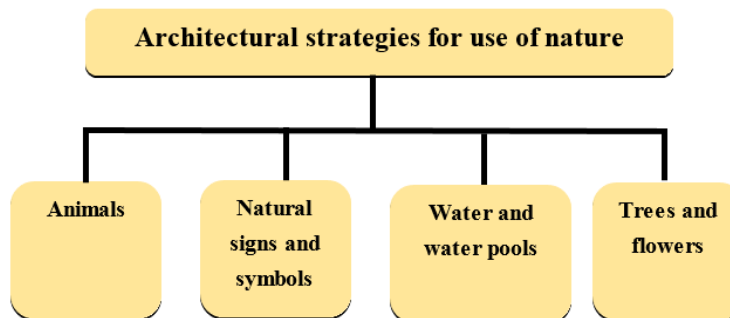 Architectural strategies for use of nature
Animals
Natural
signs and
symbols
Water and
water pools
Trees and
flowers